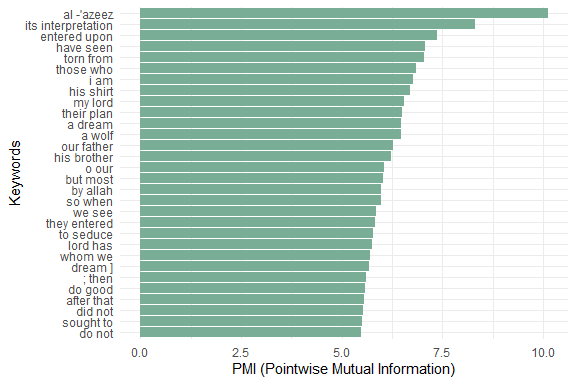 al -'azeez
its interpretation
entered upon
have seen
torn from
those who
i am
his shirt
my lord
their plan
a dream
a wolf
our father
his brother
o our
but most
by allah
so when
we see
they entered
to seduce
lord has
whom we
dream ]
; then
do good
after that
did not
sought to
do not
Keywords
0.0 2.5 5.0 7.5 10.0
PMI (Pointwise Mutual Information)